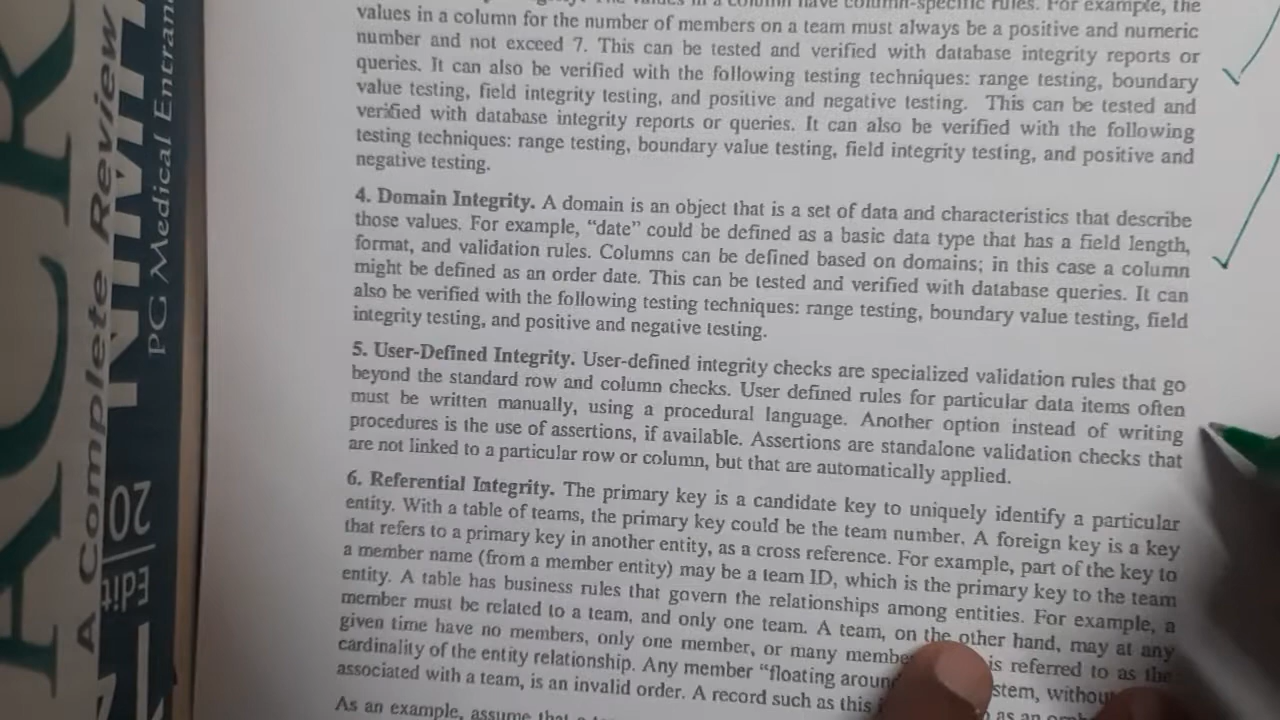 values in a column have column-specific rules. For example, the
values in a column for the number of members on a team must always be a positive and numeric
number and not exceed 7. This can be tested and verified with database integrity reports or
queries. It can also be verified with the following testing techniques: range testing, boundary
value testing, field integrity testing, and positive and negative testing. This can be tested and
verified with database integrity reports or queries. It can also be verified with the following
testing techniques: range testing, boundary value testing, field integrity testing, and positive and
negative testing.
4. Domain Integrity. A domain is an object that is a set of data and characteristics that describe
those values. For example, “date” could be defined as a basic data type that has a field length,
format, and validation rules. Columns can be defined based on domains; in this case a column
might be defined as an order date. This can be tested and verified with database queries. It can
also be verified with the following testing techniques: range testing, boundary value testing, field
integrity testing, and positive and negative testing.
5. User-Defined Integrity. User-defined integrity checks are specialized validation rules that go
beyond the standard row and column checks. User defined rules for particular data items often
must be written manually, using a procedural language. Another option instead of writing
procedures is the use of assertions, if available. Assertions are standalone validation checks that
are not linked to a particular row or column, but that are automatically applied.
6. Referential Integrity. The primary key is a candidate key to uniquely identify a particular
entity. With a table of teams, the primary key could be the team number. A foreign key is a key
that refers to a primary key in another entity, as a cross reference. For example, part of the key to
a member name (from a member entity) may be a team ID, which is the primary key to the team
entity. A table has business rules that govern the relationships among entities. For example, a
member must be related to a team, and only one team. A team, on the other hand, may at any
given time have no members, only one member, or many is referred to as the
cardinality of the entity relationship. Any member “floating without
associated with a team, is an invalid order. A record such as this as an
As an example, assume that a
A Complete Review
PG Medical
20